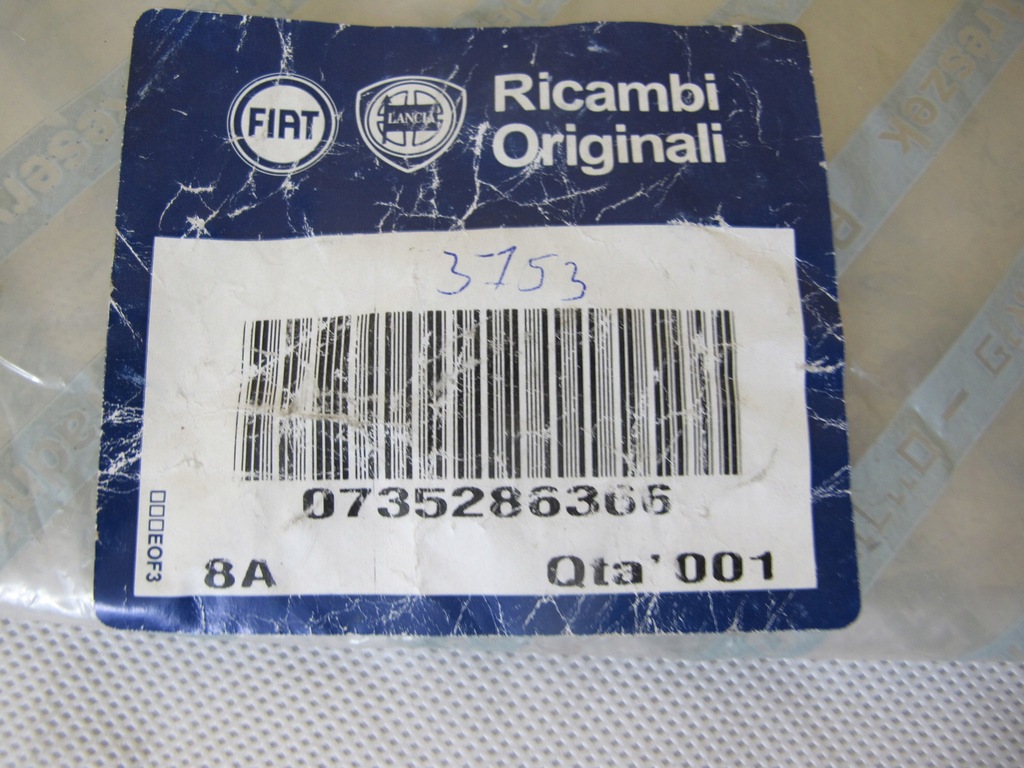 FIAT
LANCIA
Ricambi
Originali
3753
0735286366
□□□EOF3
8A
Qta' 001